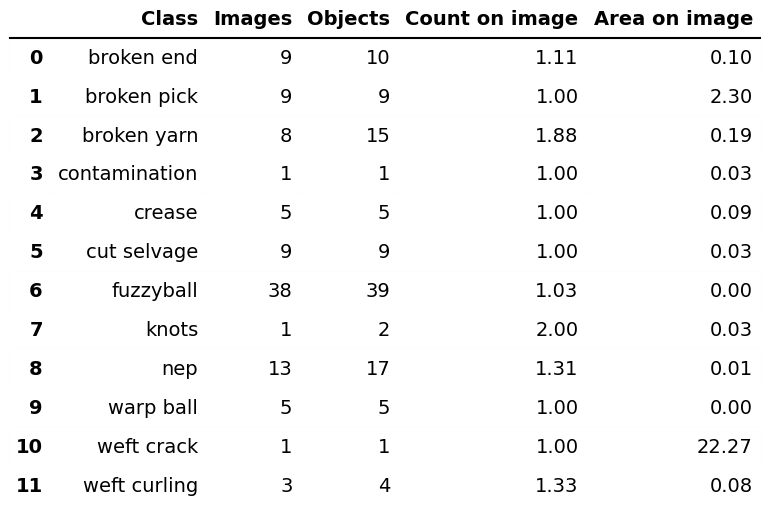 Class Images Objects Count on image Area on image
0 broken end 9 10 1.11 0.10
1 broken pick 9 9 1.00 2.30
2 broken yarn 8 15 1.88 0.19
3 contamination 1 1 1.00 0.03
4 crease 5 5 1.00 0.09
5 cut selvage 9 9 1.00 0.03
6 fuzzyball 38 39 1.03 0.00
7 knots 1 2 2.00 0.03
8 nep 13 17 1.31 0.01
9 warp ball 5 5 1.00 0.00
10 weft crack 1 1 1.00 22.27
11 weft curling 3 4 1.33 0.08